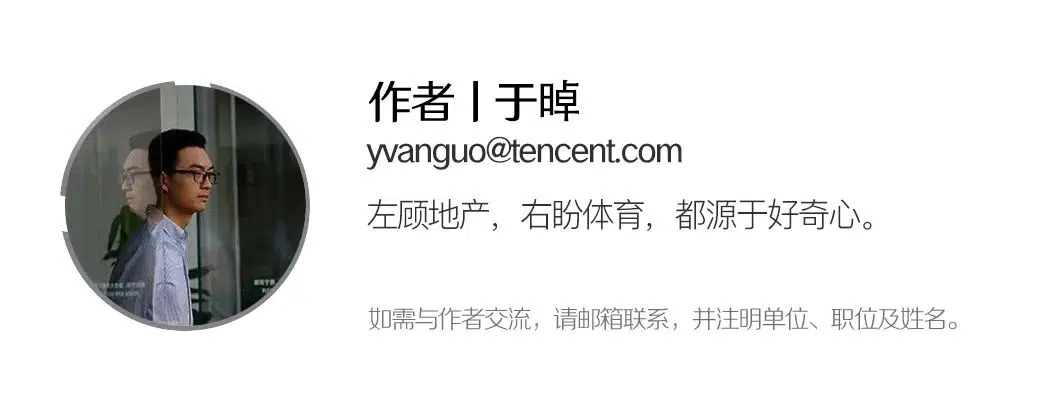 作者 | 于晫
yvanguo@tencent.com
左顾地产，右盼体育，都源于好奇心。
如需与作者交流，请邮箱联系，并注明单位、职位及姓名。